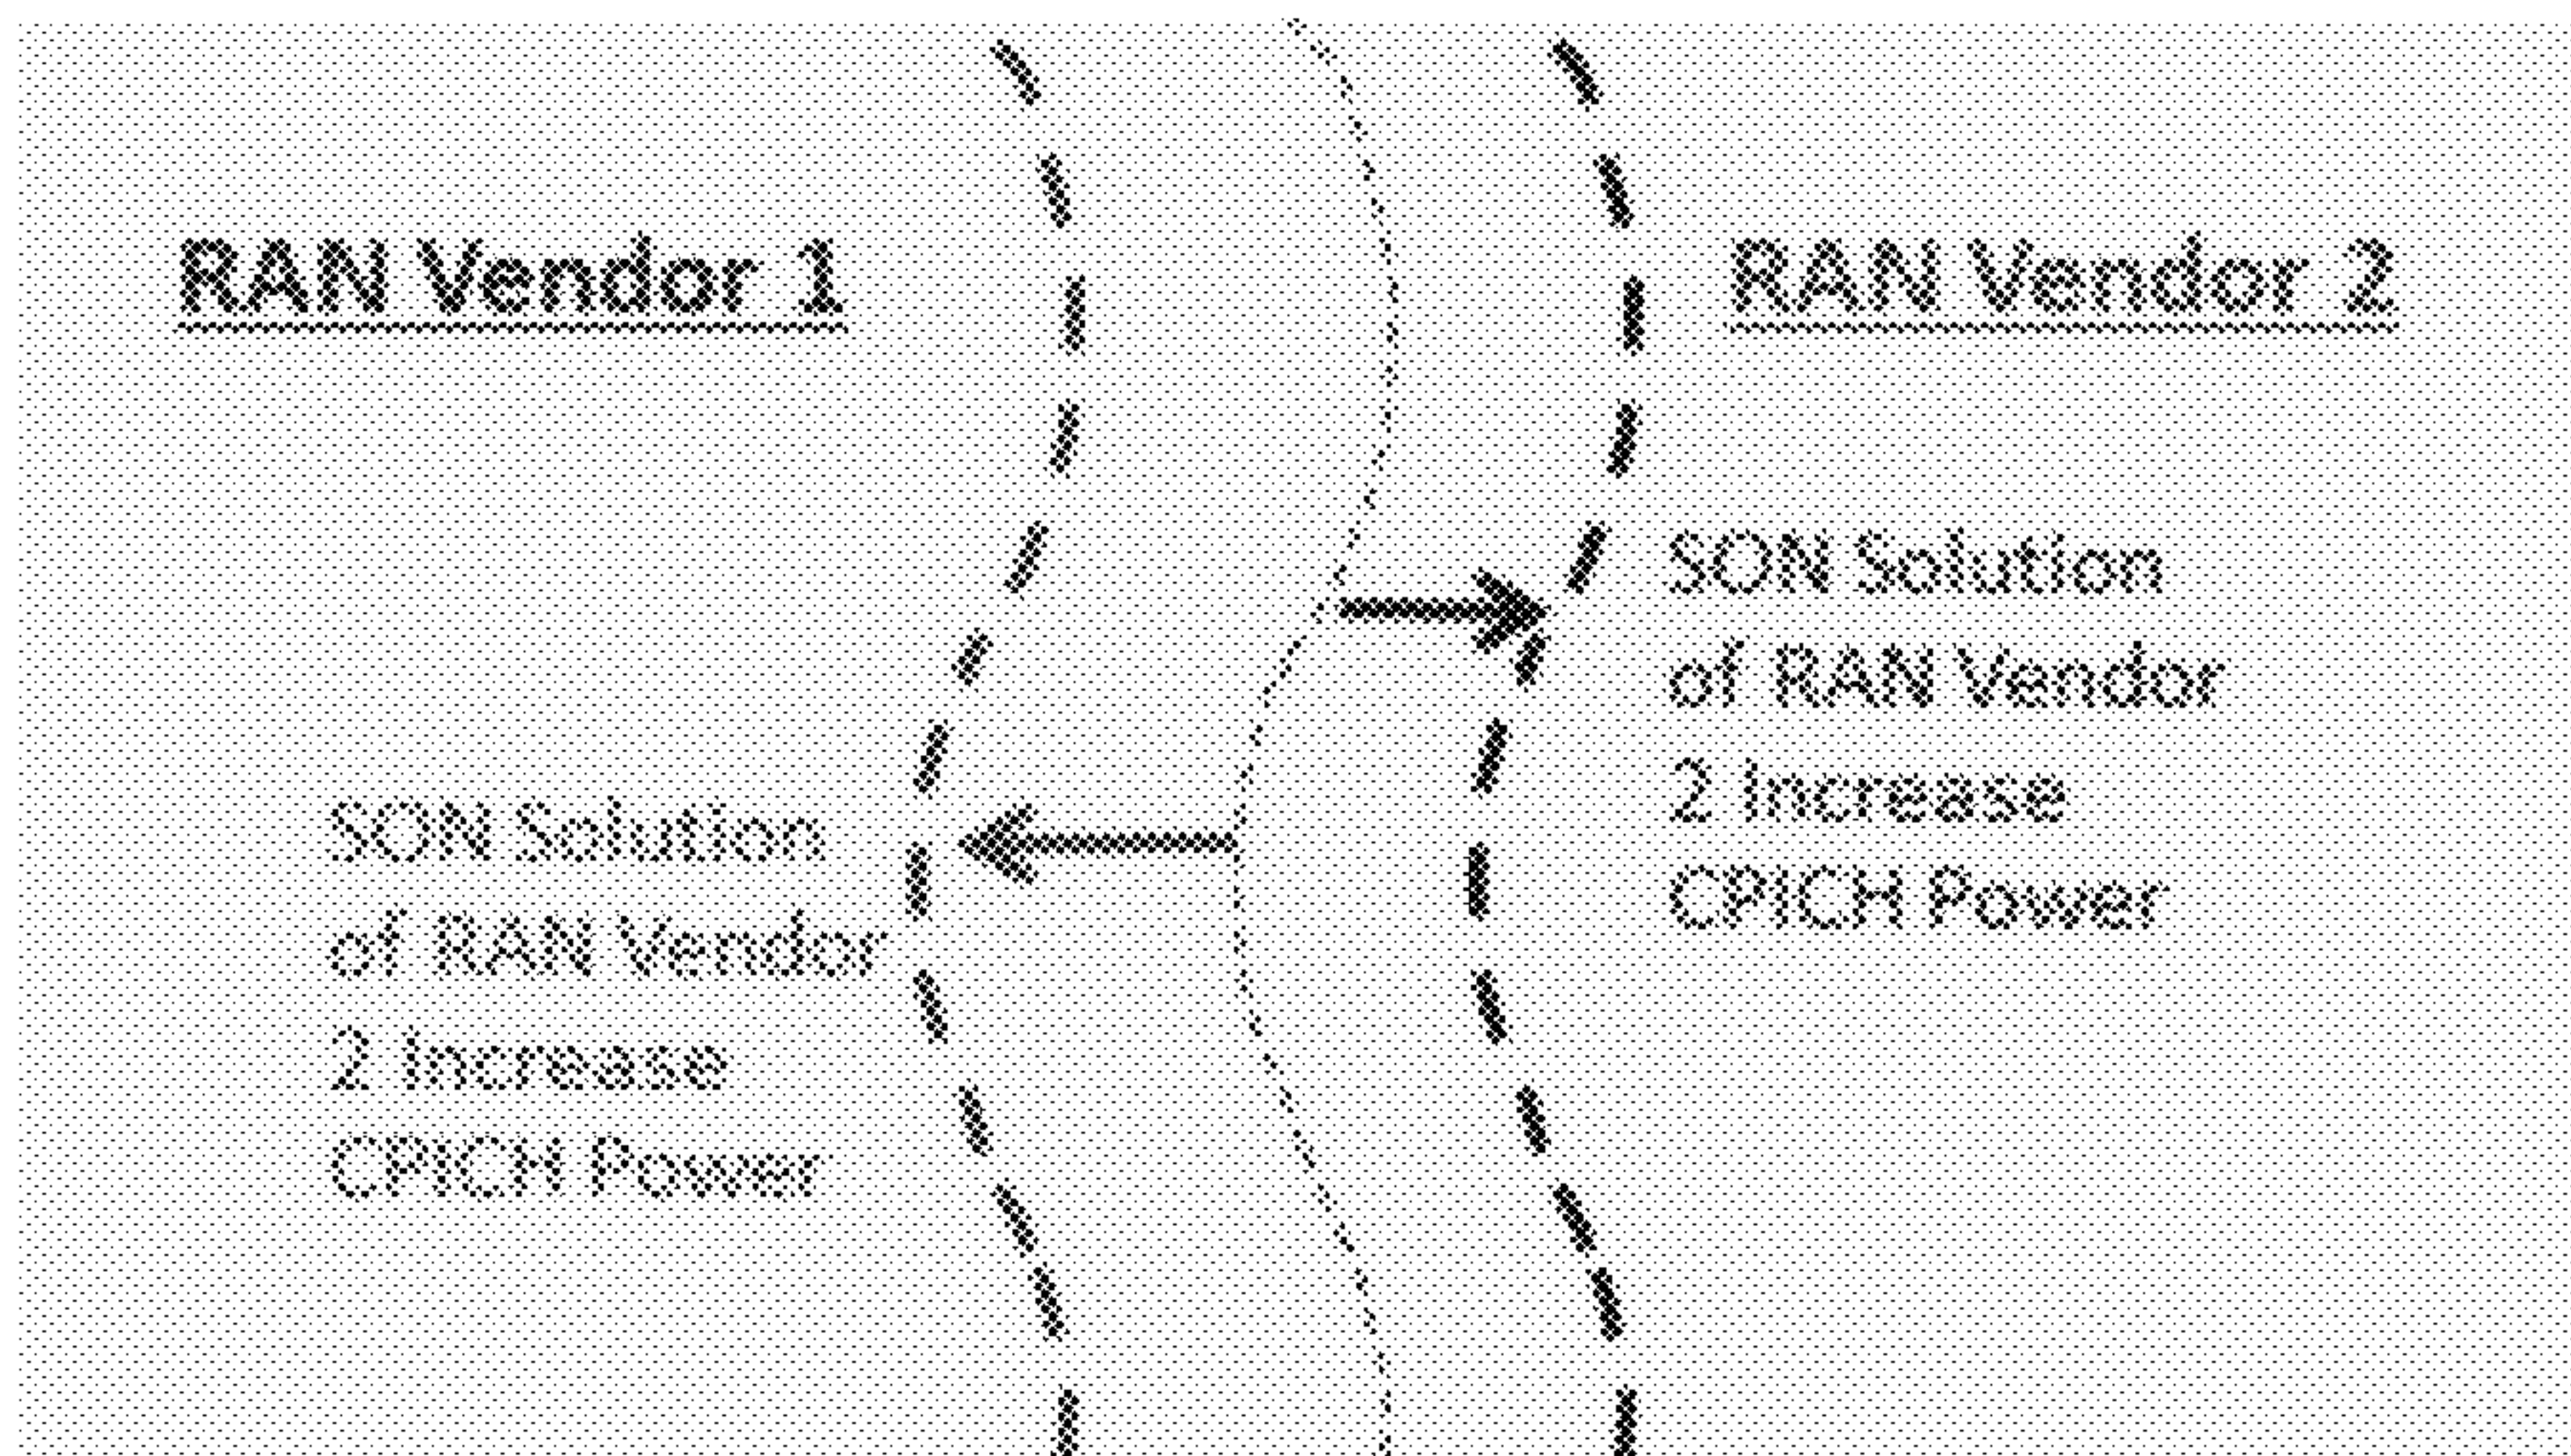 RAN Vendor 1
RAN Vendor 2
SON Solution
of RAN Vendor
2 Increase
CPICH Power
SON Solution
of RAN Vendor
2 Increase
CPICH Power